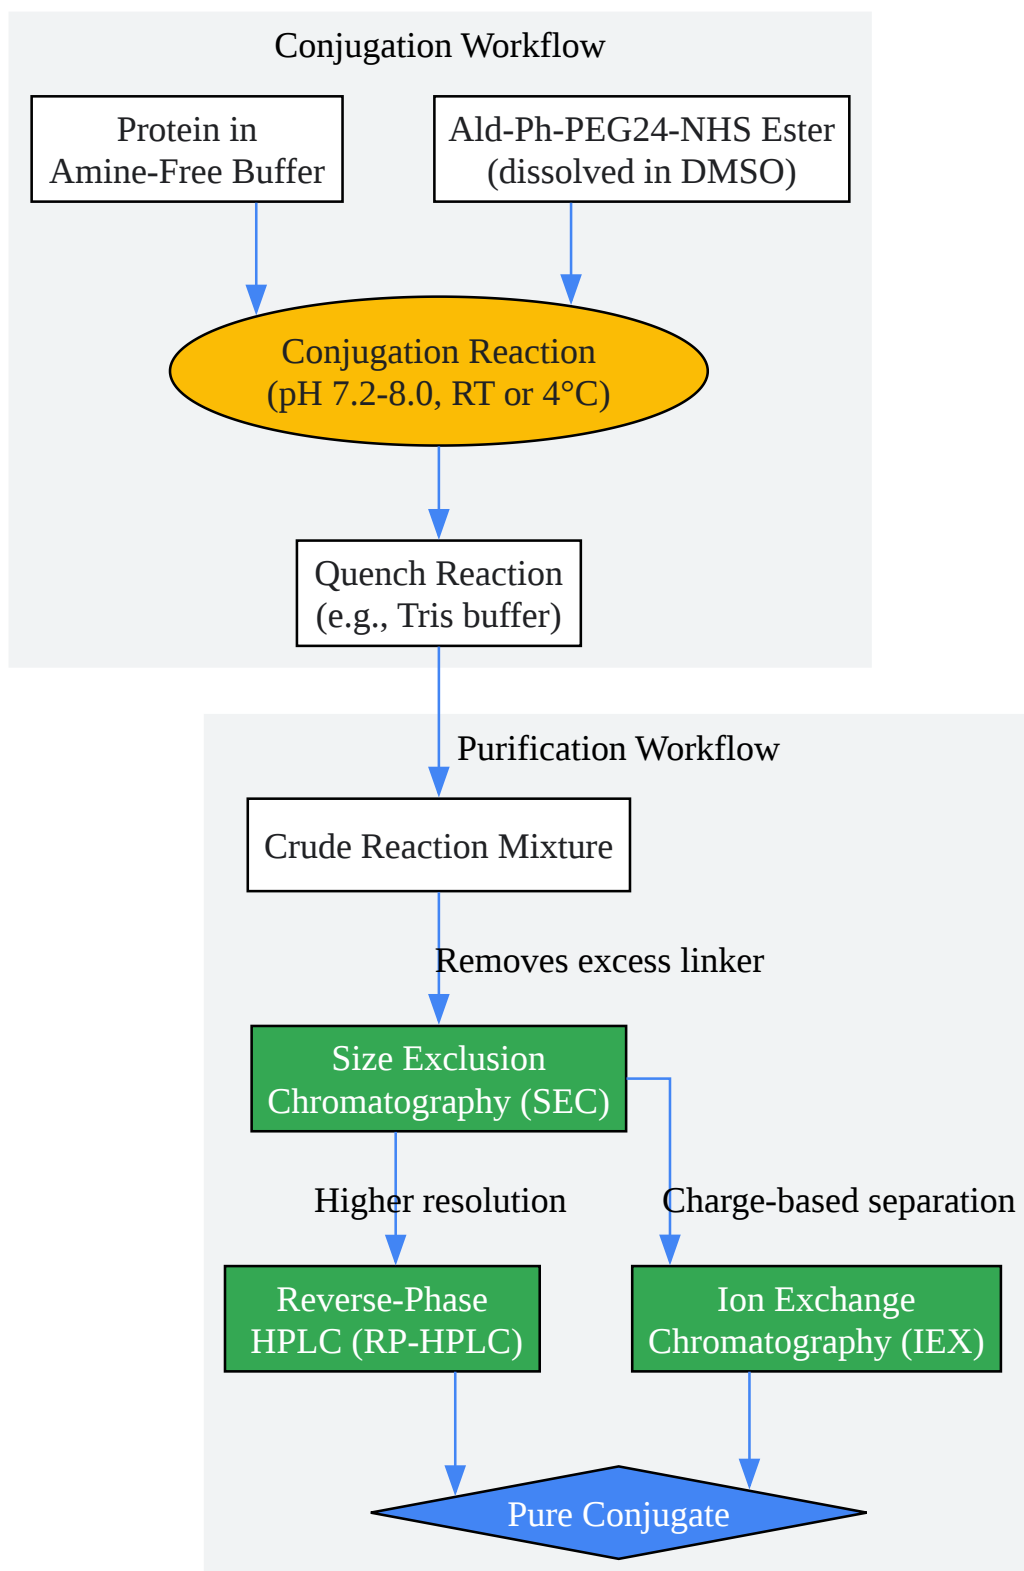 Conjugation Workflow
Protein in
Amine-Free Buffer
Ald-Ph-PEG24-NHS Ester
(dissolved in DMSO)
Conjugation Reaction
(pH 7.2-8.0, RT or 4°C)
Quench Reaction
(e.g., Tris buffer)
Purification Workflow
Crude Reaction Mixture
Removes excess linker
Size Exclusion
Chromatography (SEC)
Higher resolution
Charge-based separation
Reverse-Phase
HPLC (RP-HPLC)
Ion Exchange
Chromatography (IEX)
Pure Conjugate